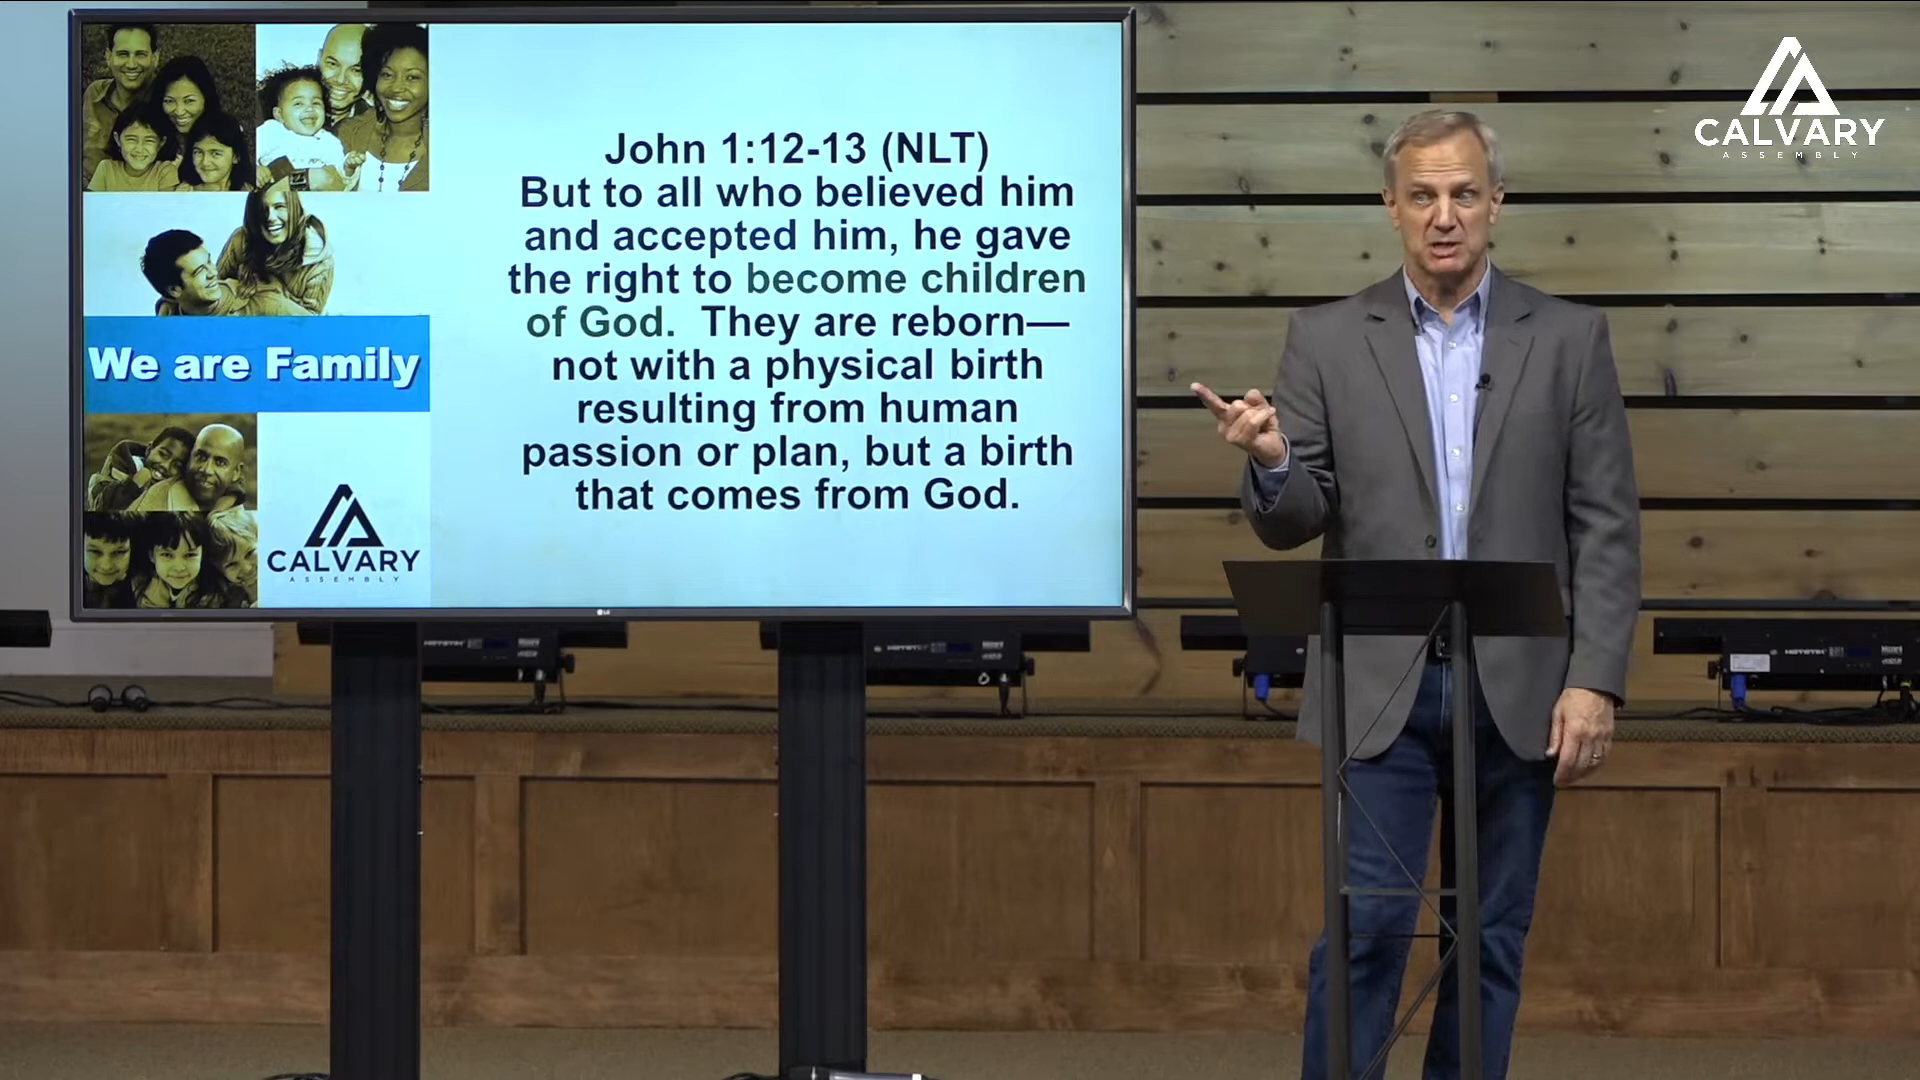 John 1:12-13 (NLT)
But to all who believed him
and accepted him, he gave
the right to become children
of God.  They are reborn—
not with a physical birth
resulting from human
passion or plan, but a birth
that comes from God.
We are Family
CALVARY
ASSEMBLY
LG
CALVARY
ASSEMBLY